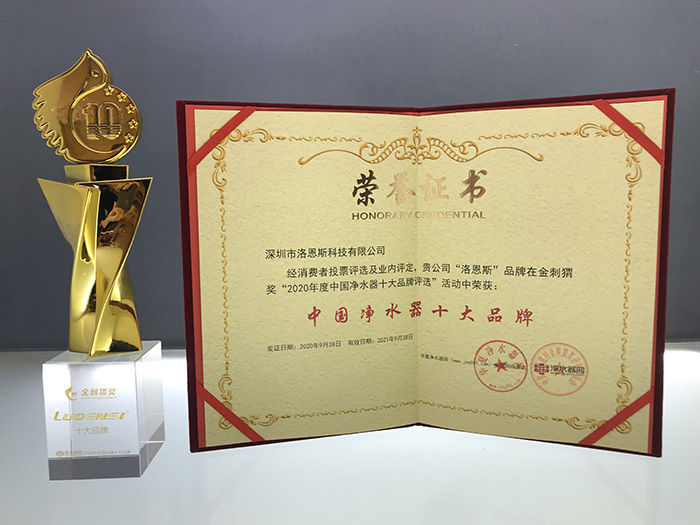 10
金刺猬奖
LUOENSI
十大品牌
荣誉证书
HONORARY CREDENTIAL
深圳市洛恩斯科技有限公司
经消费者投票评选及业内评定，贵公司“洛恩斯”品牌在金刺猬
奖“2020年度中国净水器十大品牌评选”活动中荣获：
中国净水器十大品牌
发证日期：2020年9月28日 有效日期：2021年9月28日
净水器网